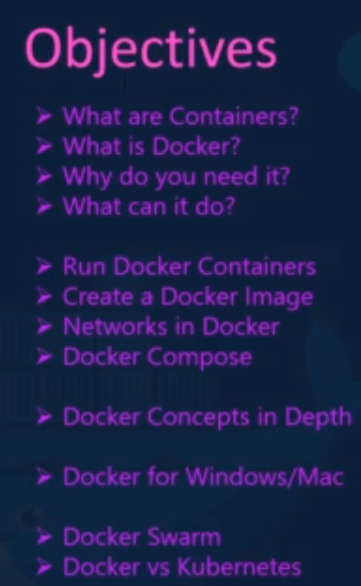 Objectives
➤ What are Containers?
➤ What is Docker?
➤ Why do you need it?
➤ What can it do?
➤ Run Docker Containers
➤ Create a Docker Image
➤ Networks in Docker
➤ Docker Compose
➤ Docker Concepts in Depth
➤ Docker for Windows/Mac
➤ Docker Swarm
➤ Docker vs Kubernetes